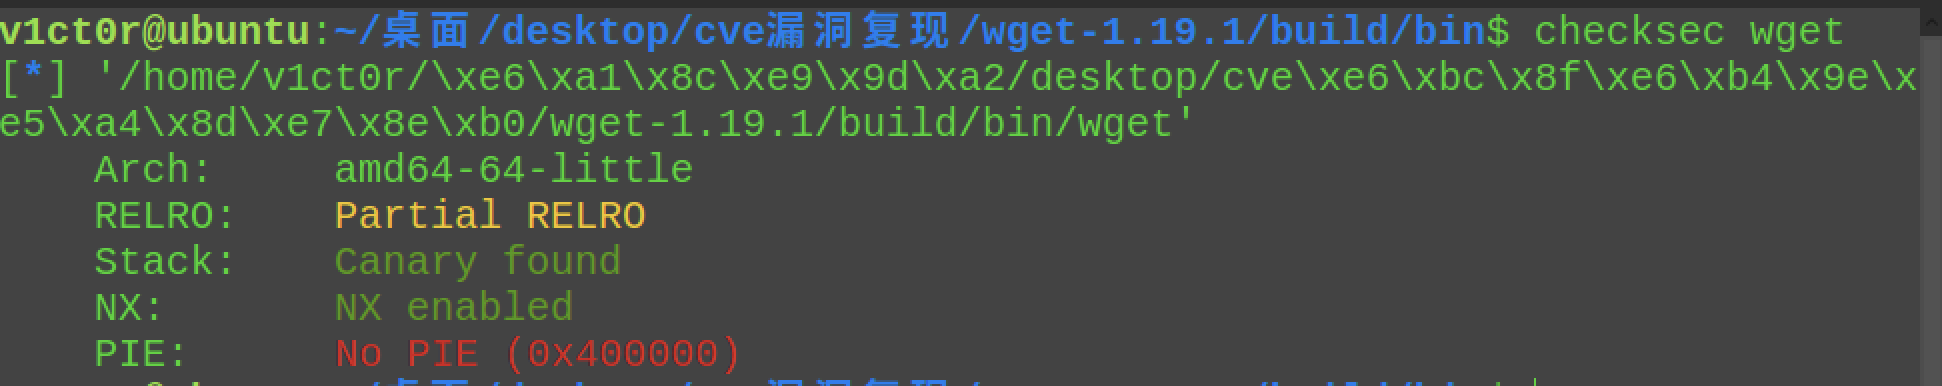 v1ct0r@ubuntu:~/桌面/desktop/cve漏洞复现/wget-1.19.1/build/bin$ checksec wget
[*] '/home/v1ct0r/\xe6\xa1\x8c\xe9\x9d\xa2/desktop/cve\xe6\xbc\x8f\xe6\xb4\x9e\x
e5\xa4\x8d\xe7\x8e\xb0/wget-1.19.1/build/bin/wget'
    Arch:     amd64-64-little
    RELRO:    Partial RELRO
    Stack:    Canary found
    NX:       NX enabled
    PIE:      No PIE (0x400000)